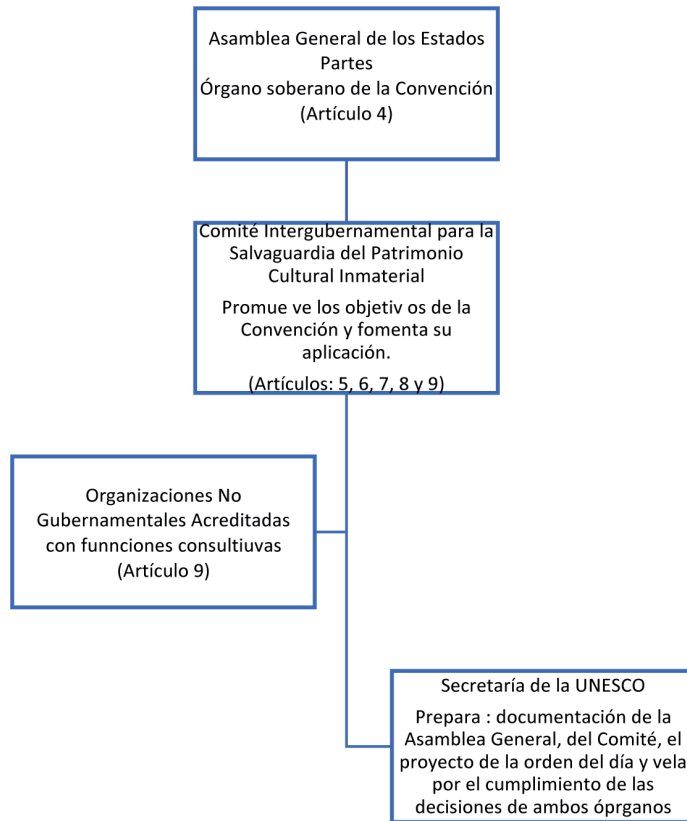 Asamblea General de los Estados
Partes
Órgano soberano de la Convención
(Artículo 4)
Comité Intergubernamental para la
Salvaguardia del Patrimonio
Cultural Inmaterial
Promue ve los objetiv os de la
Convención y fomenta su
aplicación.
(Artículos: 5, 6, 7, 8 y 9)
Organizaciones No
Gubernamentales Acreditadas
con funnciones consultiuvas
(Artículo 9)
Secretaría de la UNESCO
Prepara : documentación de la
Asamblea General, del Comité, el
proyecto de la orden del día y vela
por el cumplimiento de las
decisiones de ambos óprganos